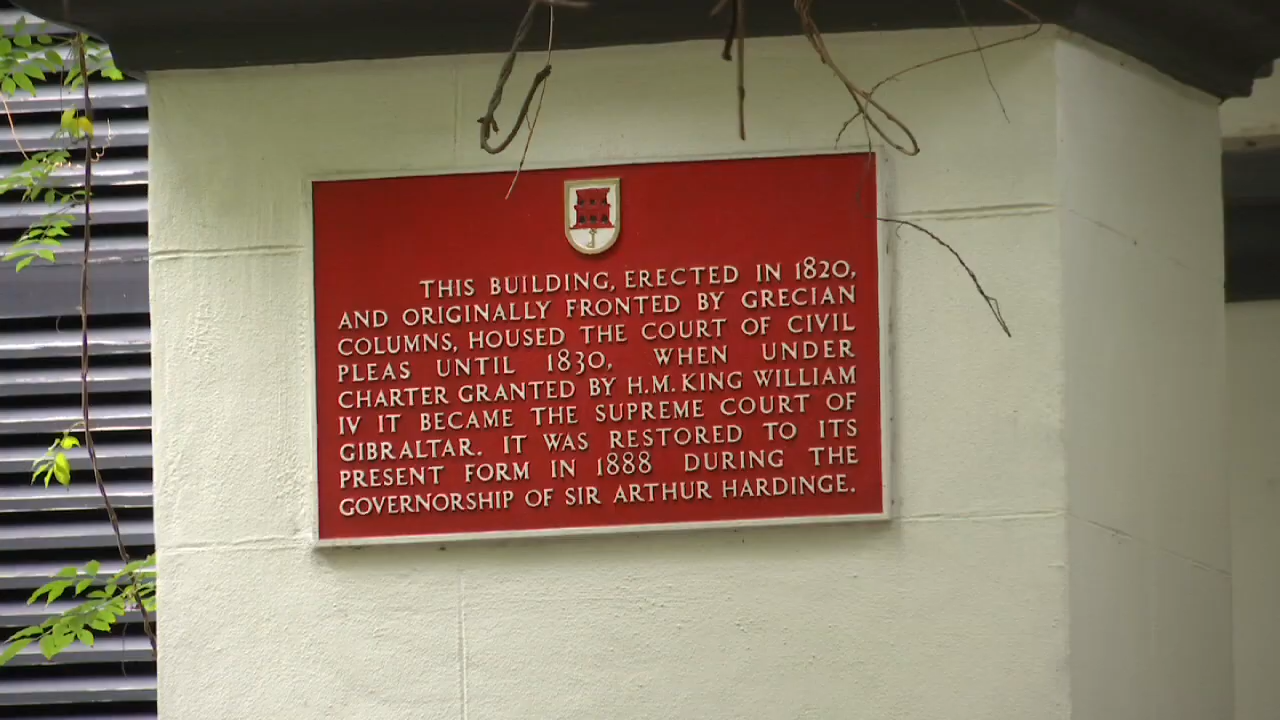 THIS BUILDING, ERECTED IN 1820,
AND ORIGINALLY FRONTED BY GRECIAN
COLUMNS, HOUSED THE COURT OF CIVIL
PLEAS UNTIL 1830, WHEN UNDER
CHARTER GRANTED BY H.M. KING WILLIAM
IV IT BECAME THE SUPREME COURT OF
GIBRALTAR. IT WAS RESTORED TO ITS
PRESENT FORM IN 1888 DURING THE
GOVERNORSHIP OF SIR ARTHUR HARDINGE.